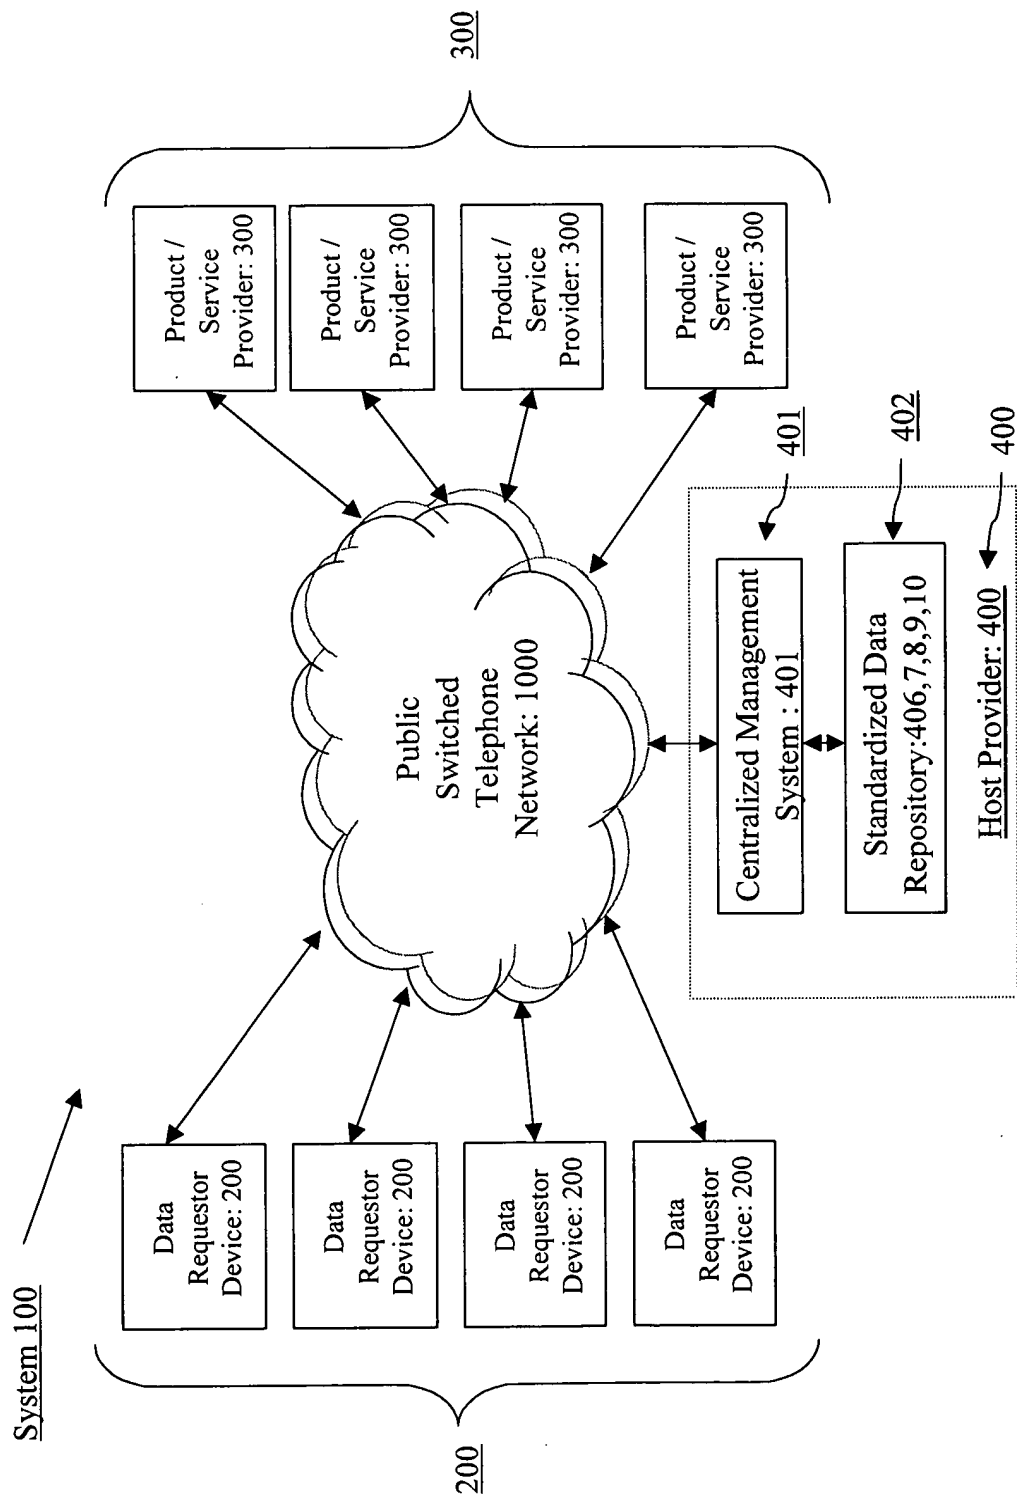 System 100
200
Data
Requestor
Device: 200
Data
Requestor
Device: 200
Data
Requestor
Device: 200
Data
Requestor
Device: 200
Public
Switched
Telephone
Network: 1000
Product /
Service
Provider: 300
Product /
Service
Provider: 300
Product /
Service
Provider: 300
Product /
Service
Provider: 300
300
Centralized Management
System : 401
401
Standardized Data
Repository:406,7,8,9,10
402
Host Provider: 400
400